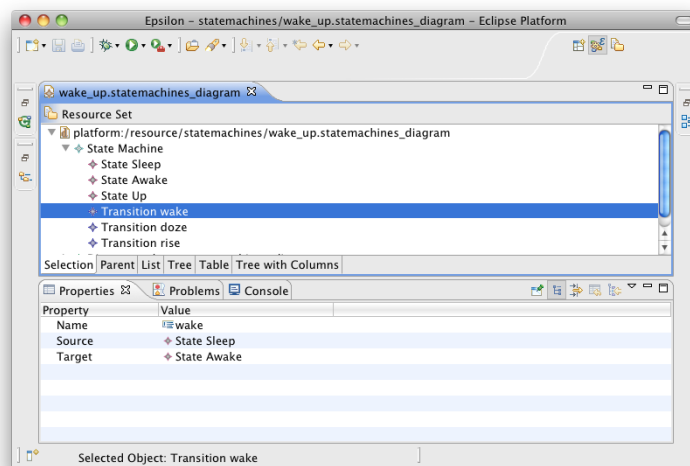 Epsilon - statemachines/wake_up.statemachines_diagram - Eclipse Platform
wake_up.statemachines_diagram
Resource Set
platform:/resource/statemachines/wake_up.statemachines_diagram
State Machine
State Sleep
State Awake
State Up
Transition wake
Transition doze
Transition rise
Selection Parent List Tree Table Tree with Columns
Properties Problems Console
Property Value
Name wake
Source State Sleep
Target State Awake
Selected Object: Transition wake